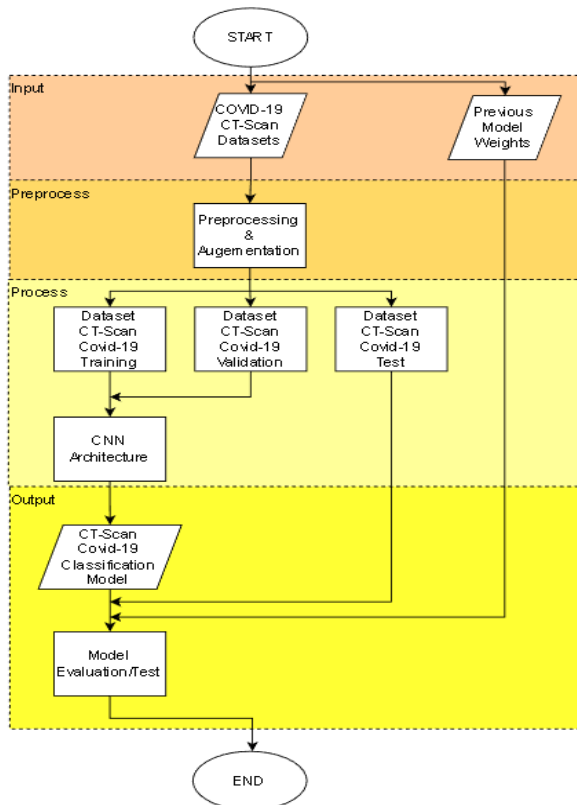 START
Input
COVID-19
CT-Scan
Datasets
Previous
Model
Weights
Preprocess
Preprocessing
&
Augementation
Process
Dataset
CT-Scan
Covid-19
Training
Dataset
CT-Scan
Covid-19
Validation
Dataset
CT-Scan
Covid-19
Test
CNN
Architecture
Output
CT-Scan
Covid-19
Classification
Model
Model
Evaluation/Test
END